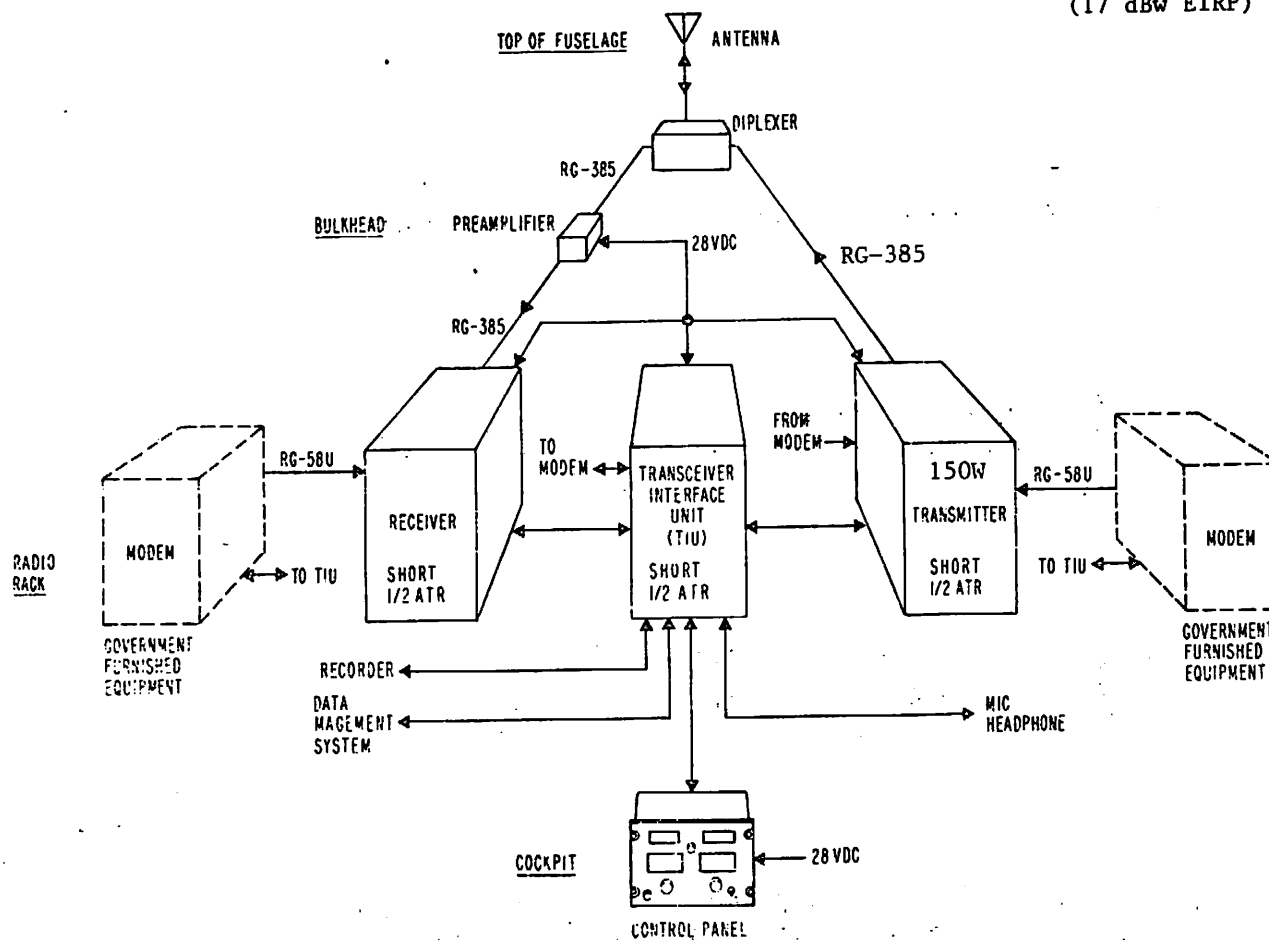 (17 dBW EIRP)
TOP OF FUSELAGE
ANTENNA
DIPLEXER
RG-385
BULKHEAD
PREAMPLIFIER
28VDC
RG-385
RG-385
FROM
MODEM
TO
MODEM
RG-58U
TRANSCEIVER
INTERFACE
UNIT
(TIU)
SHORT
1/2 ATR
150W
TRANSMITTER
SHORT
1/2 ATR
RG-58U
RECEIVER
SHORT
1/2 ATR
MODEM
MODEM
RADIO
RACK
TO TIU
TO TIU
GOVERNMENT
FURNISHED
EQUIPMENT
GOVERNMENT
FURNISHED
EQUIPMENT
RECORDER
DATA
MAGEMENT
SYSTEM
MIC
HEADPHONE
COCKPIT
28 VDC
CONTROL PANEL